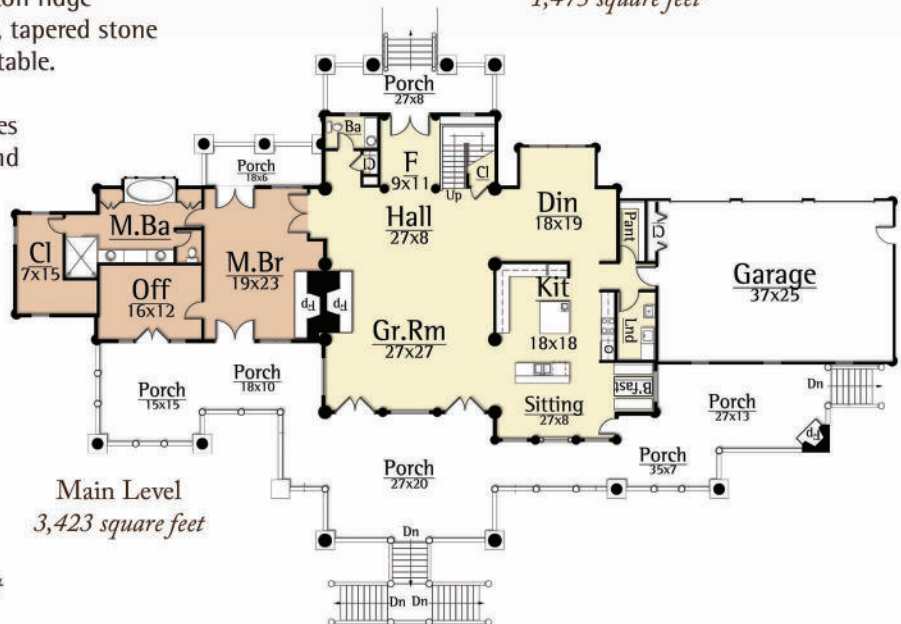 1,475 square feet
, tapered stone
table.
Porch
27x8
Ba
Porch
18x6
Cl
F
9x11
Cl
Up
Hall
27x8
Din
18x19
Pant
Cl
M.Ba
Cl
7x15
M.Br
19x23
Off
16x12
Fp
Fp
Kit
18x18
Garage
37x25
Gr.Rm
27x27
Lnd
B'fast
Sitting
27x8
Dn
Porch
15x15
Porch
18x10
Porch
27x13
Fp
Porch
35x7
Porch
27x20
Main Level
3,423 square feet
Dn
Dn Dn